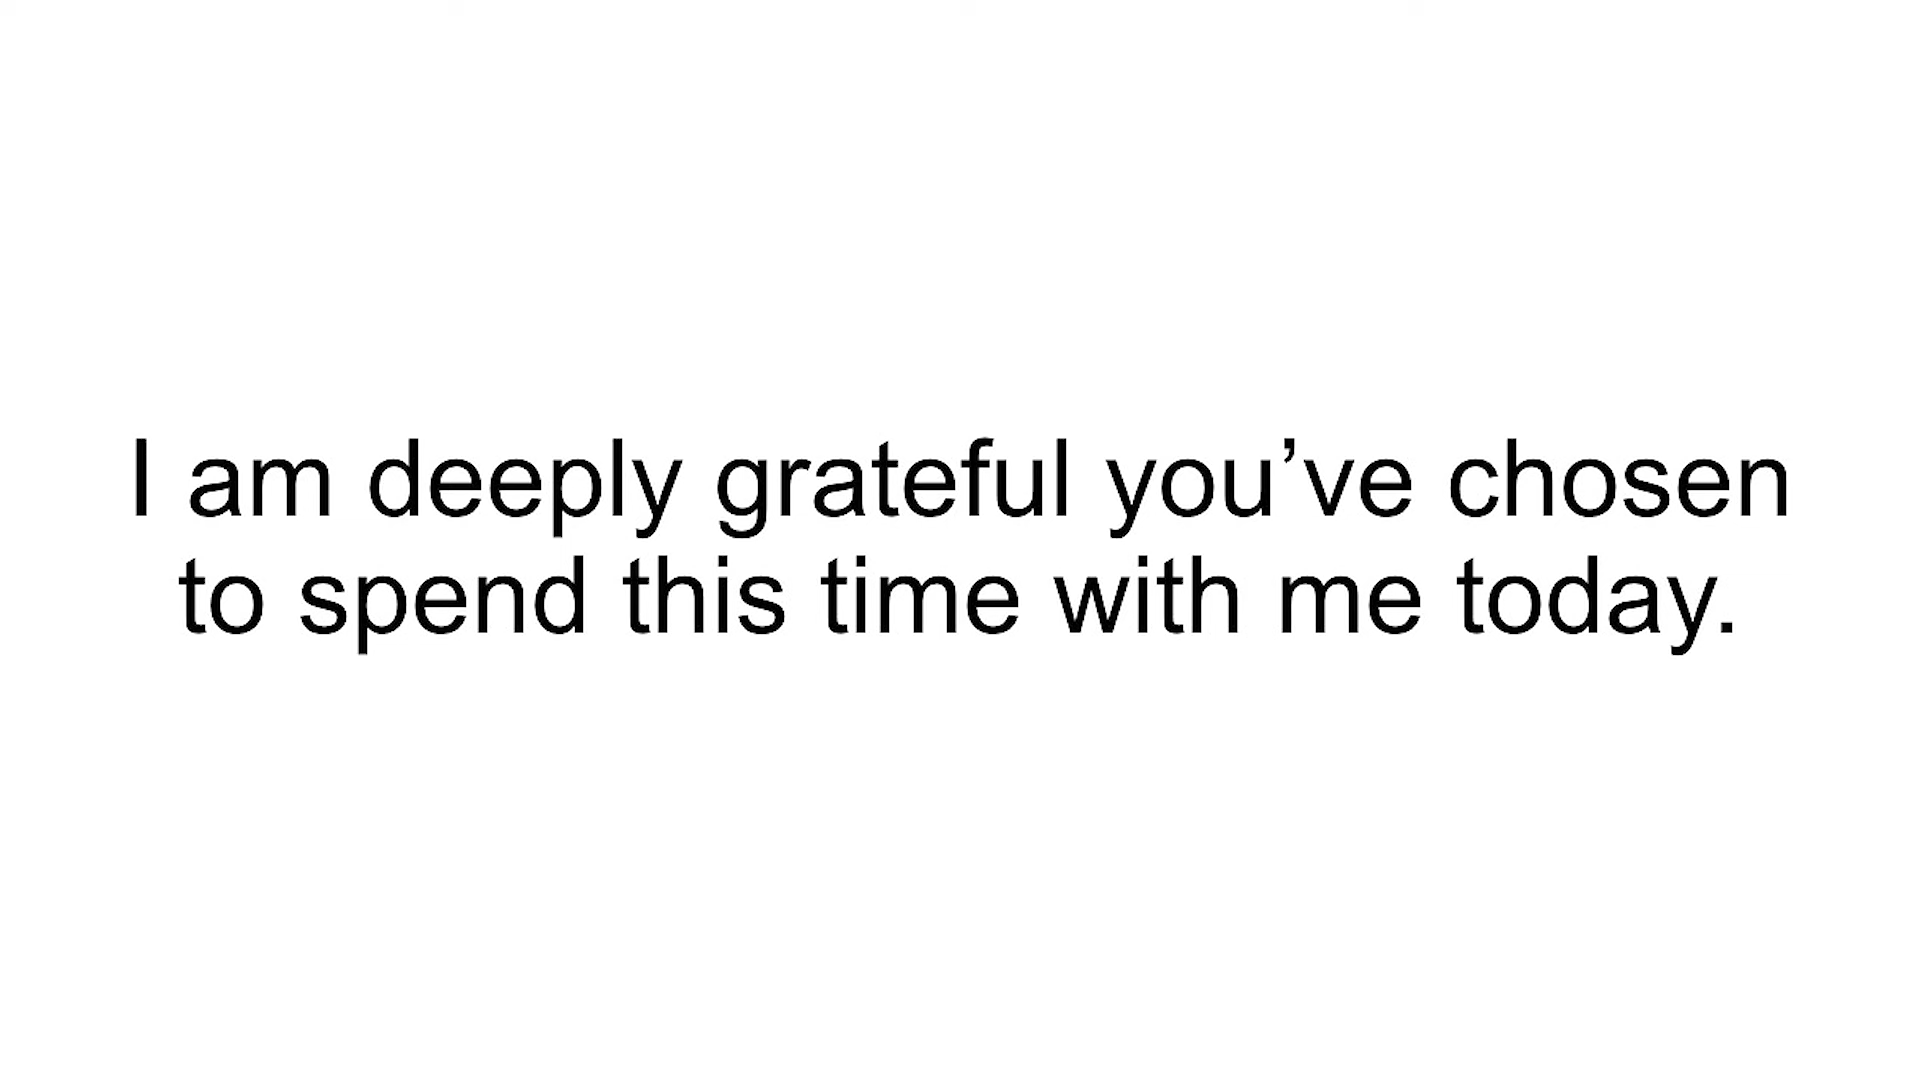 I am deeply grateful you’ve chosen
to spend this time with me today.